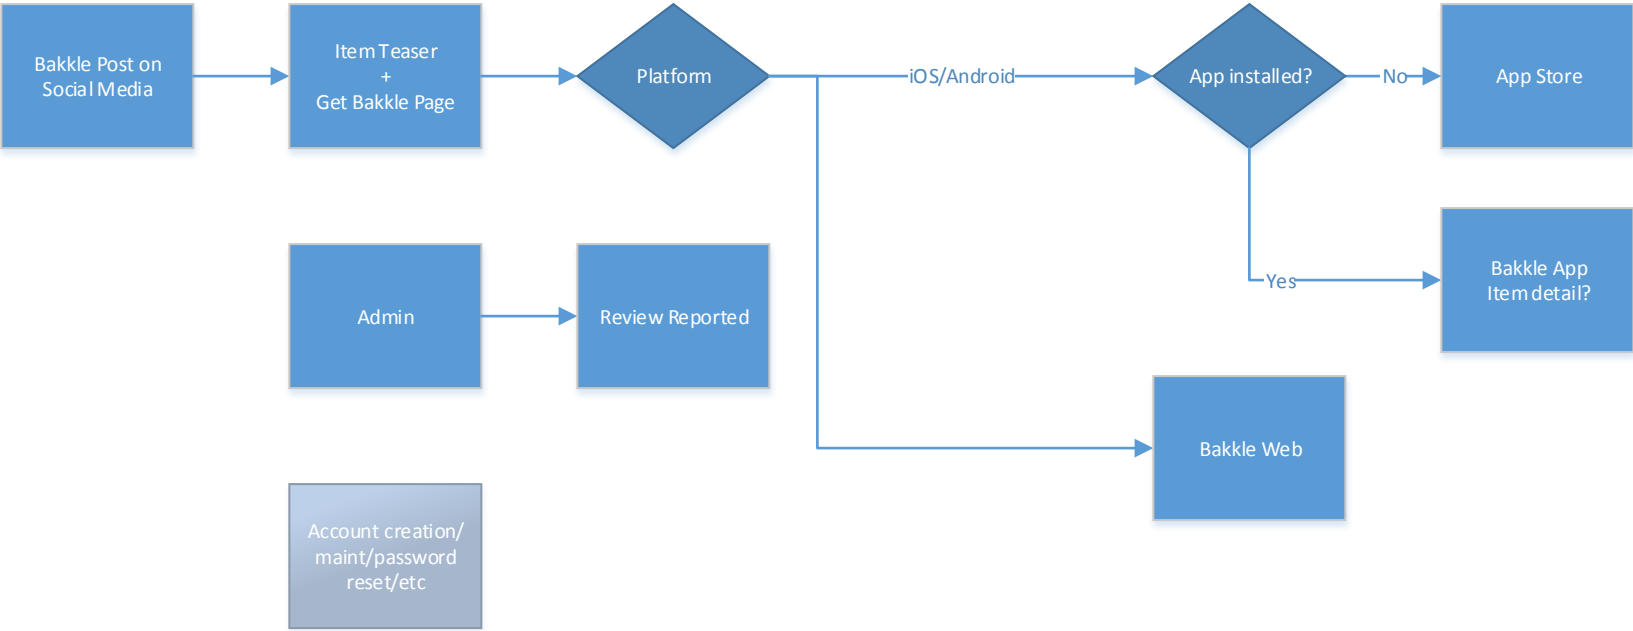 Bakkle Post on
Social Media
Item Teaser
+
Get Bakkle Page
Platform
iOS/Android
App installed?
No
App Store
Yes
Bakkle App
Item detail?
Admin
Review Reported
Bakkle Web
Account creation/
maint/password
reset/etc